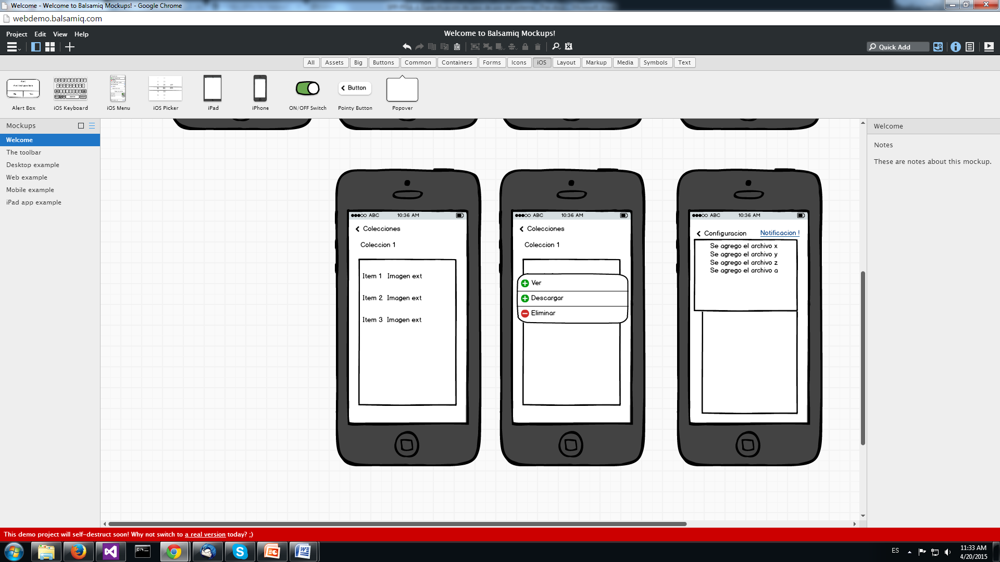 Welcome - Welcome to Balsamiq Mockups! - Google Chrome
webdemo.balsamiq.com
Project Edit View Help
Welcome to Balsamiq Mockups!
Quick Add
All Assets Big Buttons Common Containers Forms Icons iOS Layout Markup Media Symbols Text
Button
Alert Box iOS Keyboard iOS Menu iOS Picker iPad iPhone ON/OFF Switch Pointy Button Popover
Mockups
Welcome
The toolbar
Desktop example
Web example
Mobile example
iPad app example
ABC 10:36 AM
Colecciones
Coleccion 1
Item 1 Imagen ext
Item 2 Imagen ext
Item 3 Imagen ext
ABC 10:36 AM
Colecciones
Coleccion 1
Ver
Descargar
Eliminar
ABC 10:36 AM
Configuracion Notificacion !
Se agrego el archivo x
Se agrego el archivo y
Se agrego el archivo z
Se agrego el archivo a
Welcome
Notes
These are notes about this mockup.
This demo project will self-destruct soon! Why not switch to a real version today? ;)
ES
11:33 AM
4/20/2015